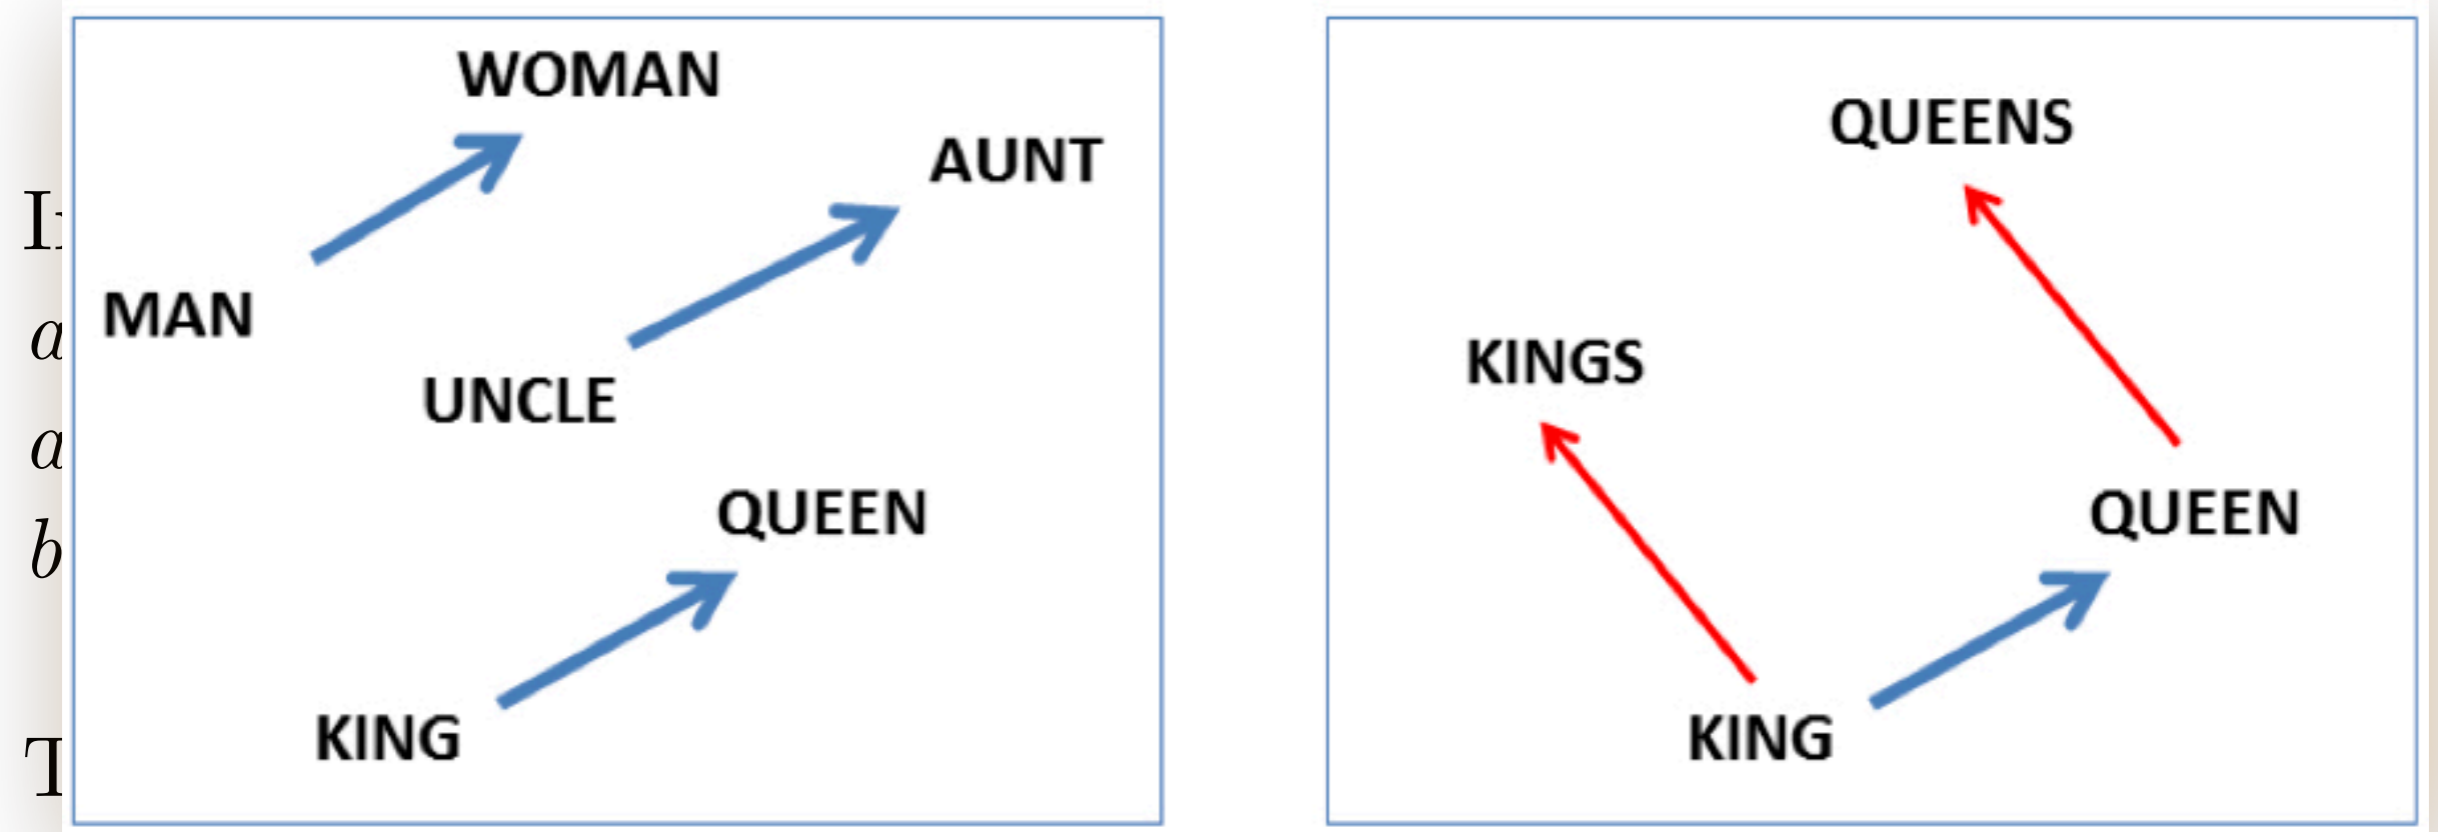 WOMAN
AUNT
MAN
UNCLE
QUEEN
KING
QUEENS
KINGS
QUEEN
KING
a
a
b